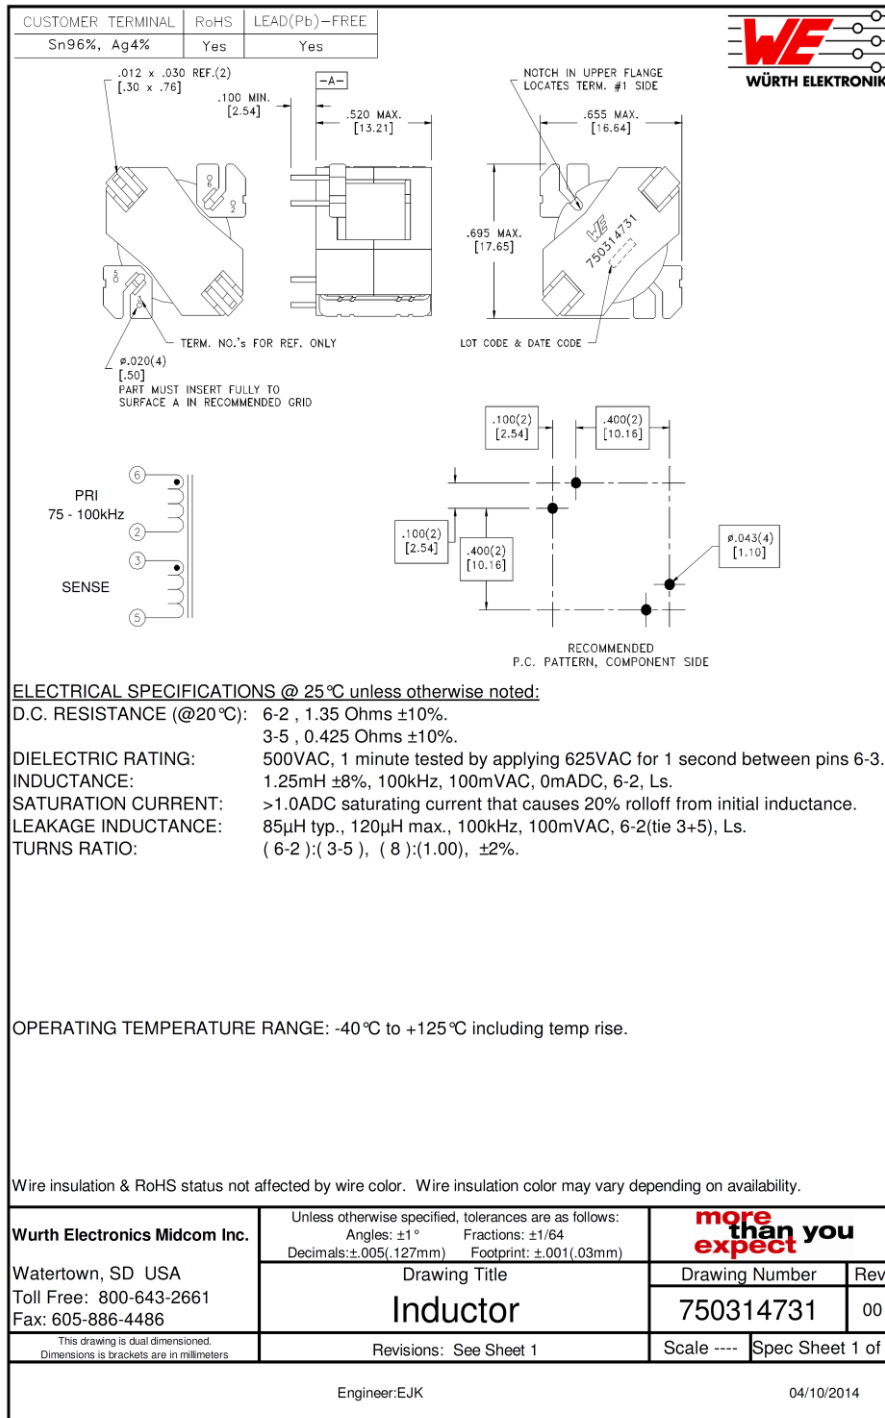 CUSTOMER TERMINAL RoHS LEAD(Pb)-FREE
Sn96%, Ag4% Yes Yes
WE
WÜRTH ELEKTRONIK
.012 x .030 REF.(2)
[.30 x .76]
.100 MIN.
[2.54]
-A-
.520 MAX.
[13.21]
NOTCH IN UPPER FLANGE
LOCATES TERM. #1 SIDE
.655 MAX.
[16.64]
6
2
5
3
.695 MAX.
[17.65]
WE
750314731
TERM. NO.'s FOR REF. ONLY
LOT CODE & DATE CODE
ø.020(4)
[.50]
PART MUST INSERT FULLY TO
SURFACE A IN RECOMMENDED GRID
.100(2)
[2.54]
.400(2)
[10.16]
6
PRI
75 - 100kHz
2
3
SENSE
5
.100(2)
[2.54]
.400(2)
[10.16]
ø.043(4)
[1.10]
RECOMMENDED
P.C. PATTERN, COMPONENT SIDE
ELECTRICAL SPECIFICATIONS @ 25°C unless otherwise noted:
D.C. RESISTANCE (@20°C): 6-2 , 1.35 Ohms ±10%.
3-5 , 0.425 Ohms ±10%.
DIELECTRIC RATING: 500VAC, 1 minute tested by applying 625VAC for 1 second between pins 6-3.
INDUCTANCE: 1.25mH ±8%, 100kHz, 100mVAC, 0mADC, 6-2, Ls.
SATURATION CURRENT: >1.0ADC saturating current that causes 20% rolloff from initial inductance.
LEAKAGE INDUCTANCE: 85µH typ., 120µH max., 100kHz, 100mVAC, 6-2(tie 3+5), Ls.
TURNS RATIO: ( 6-2 ):( 3-5 ), ( 8 ):(1.00), ±2%.
OPERATING TEMPERATURE RANGE: -40°C to +125°C including temp rise.
Wire insulation & RoHS status not affected by wire color. Wire insulation color may vary depending on availability.
Wurth Electronics Midcom Inc.
Watertown, SD USA
Toll Free: 800-643-2661
Fax: 605-886-4486
This drawing is dual dimensioned.
Dimensions is brackets are in millimeters
Unless otherwise specified, tolerances are as follows:
Angles: ±1° Fractions: ±1/64
Decimals:±.005(.127mm) Footprint: ±.001(.03mm)
Drawing Title
Inductor
Revisions: See Sheet 1
more
than you
expect
Drawing Number Rev
750314731 00
Scale ---- Spec Sheet 1 of
Engineer:EJK 04/10/2014